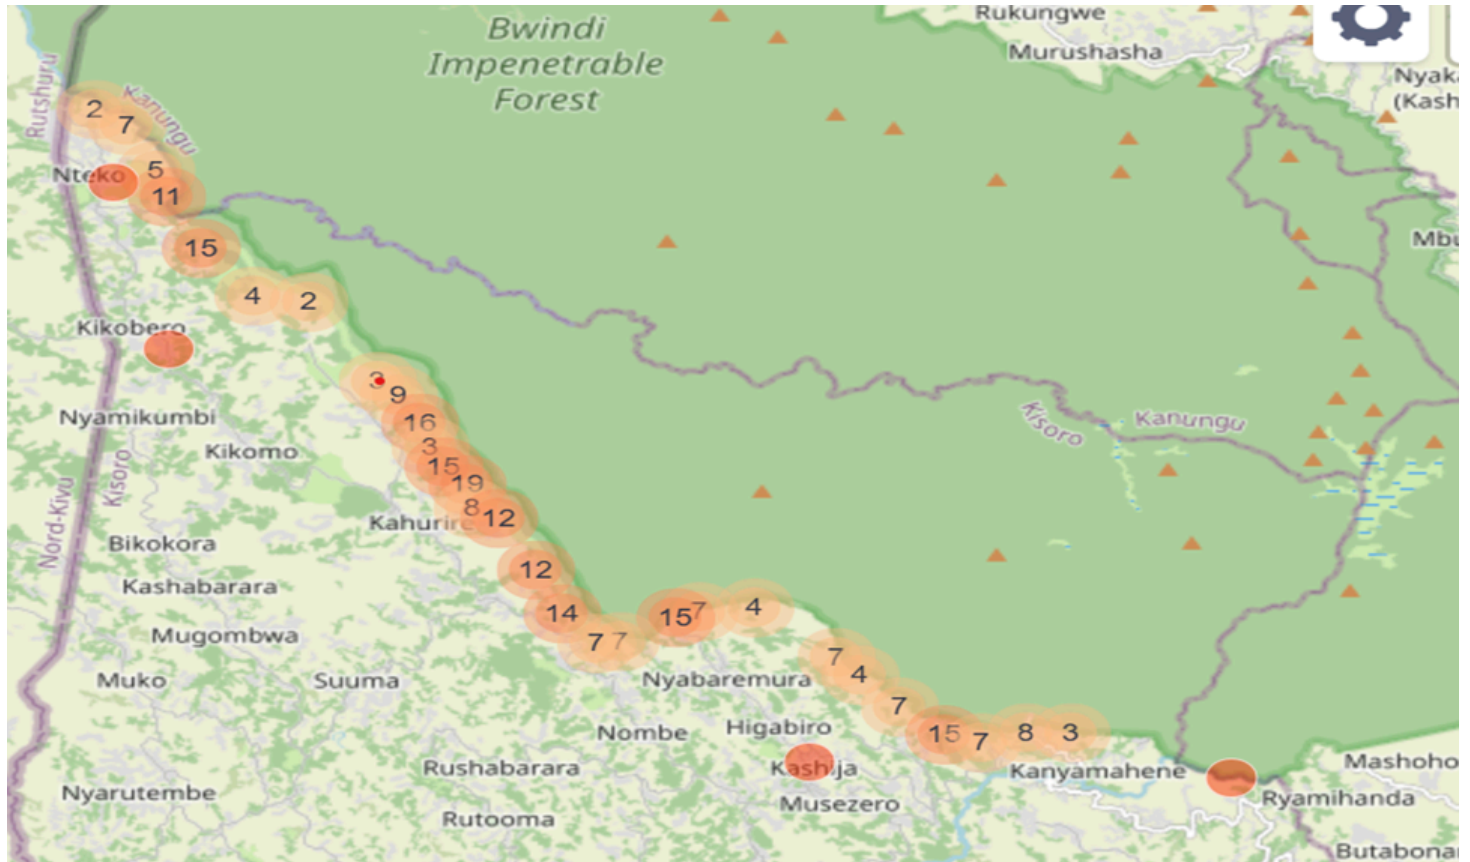 Bwindi
Impenetrable
Forest
Rukungwe
Murushasha
Rutshuru
Kanungu
2
7
5
11
Nteko
15
4
2
Kikobero
3
9
16
3
15
19
8
12
Nyamikumbi
Kikomo
Kisoro
Nord-Kivu
Kahurire
Bikokora
Kashabarara
Mugombwa
Muko
Suuma
12
14
7
7
15
7
4
Kisoro
Kanungu
Nyabaremura
Nombe
Higabiro
Kashija
Musezero
Rushabarara
Nyarutembe
Rutooma
7
4
7
15
7
8
3
Kanyamahene
Ryamihanda
Mashoho
Butabona
Mbu
Nyak
(Kash